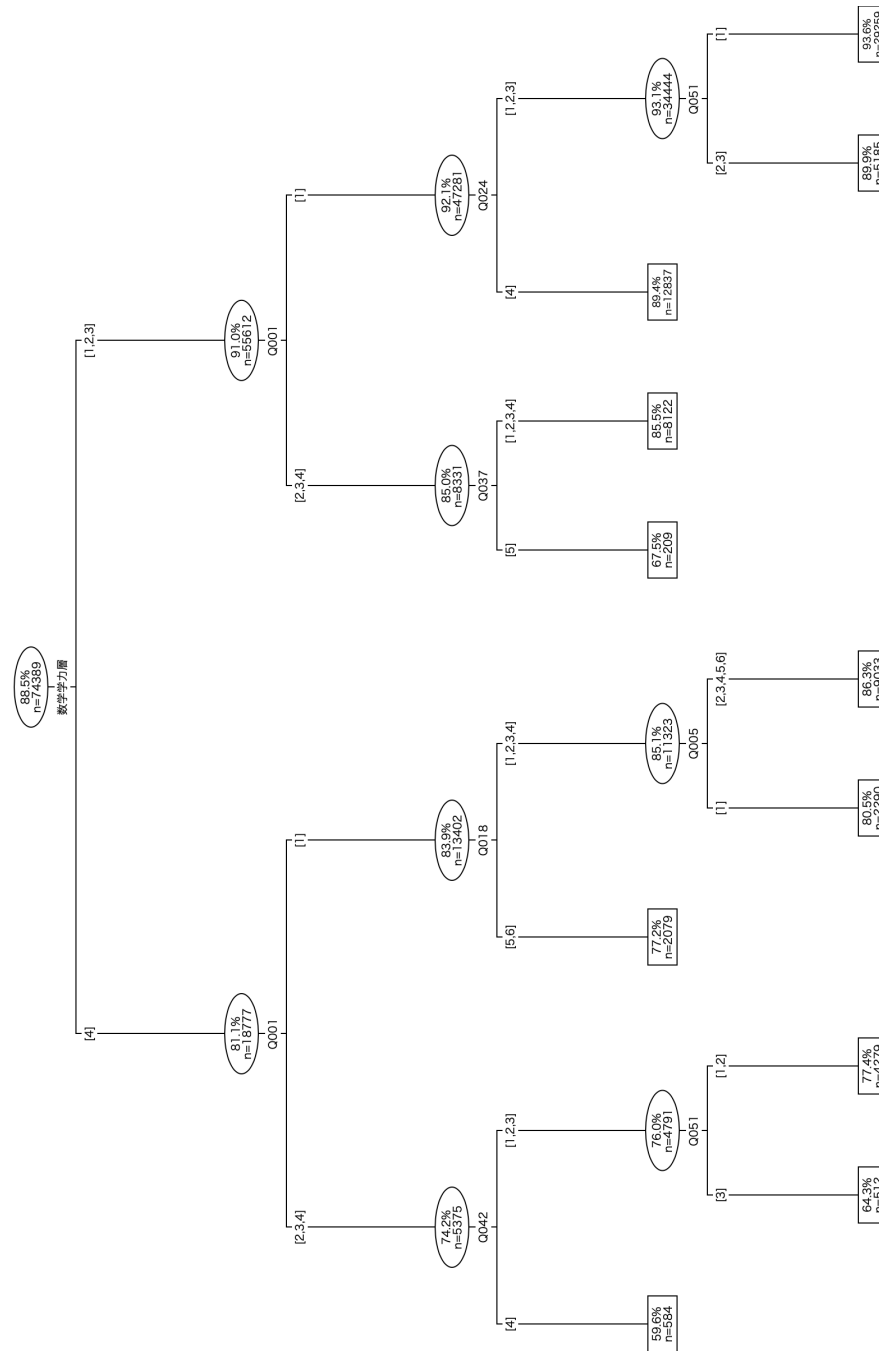 88.5%
n=74389
数学学力層
[4]
[1,2,3]
81.1%
n=18777
Q001
91.0%
n=55612
Q001
[2,3,4]
[1]
[2,3,4]
[1]
74.2%
n=5375
Q042
83.9%
n=13402
Q018
85.0%
n=8331
Q037
92.1%
n=47281
Q024
[4]
[1,2,3]
[5,6]
[1,2,3,4]
[5]
[1,2,3,4]
[4]
[1,2,3]
59.6%
n=584
76.0%
n=4791
Q051
77.2%
n=2079
85.1%
n=11323
Q005
67.5%
n=209
85.5%
n=8122
89.4%
n=12837
93.1%
n=34444
Q051
[3]
[1,2]
[1]
[2,3,4,5,6]
[2,3]
[1]
64.3%
n=512
77.4%
n=4279
80.5%
n=2290
86.3%
n=9033
89.9%
n=5185
93.6%
n=29259